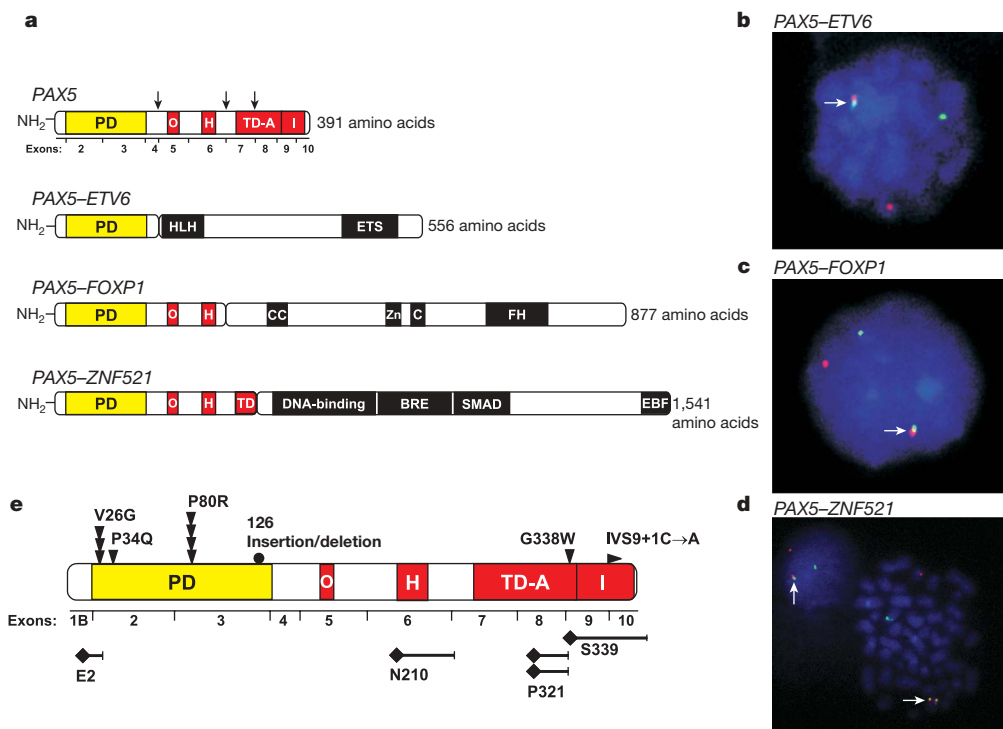 a
PAX5
NH2– PD O H TD-A I 391 amino acids
Exons: 2 3 4 5 6 7 8 9 10
PAX5–ETV6
NH2– PD HLH ETS 556 amino acids
PAX5–FOXP1
NH2– PD O H CC Zn C FH 877 amino acids
PAX5–ZNF521
NH2– PD O H TD DNA-binding BRE SMAD EBF 1,541
amino acids
b PAX5–ETV6
c PAX5–FOXP1
d PAX5–ZNF521
e
V26G
P34Q
P80R
126
Insertion/deletion
G338W
IVS9+1C→A
PD O H TD-A I
Exons: 1B 2 3 4 5 6 7 8 9 10
E2
N210
P321
S339